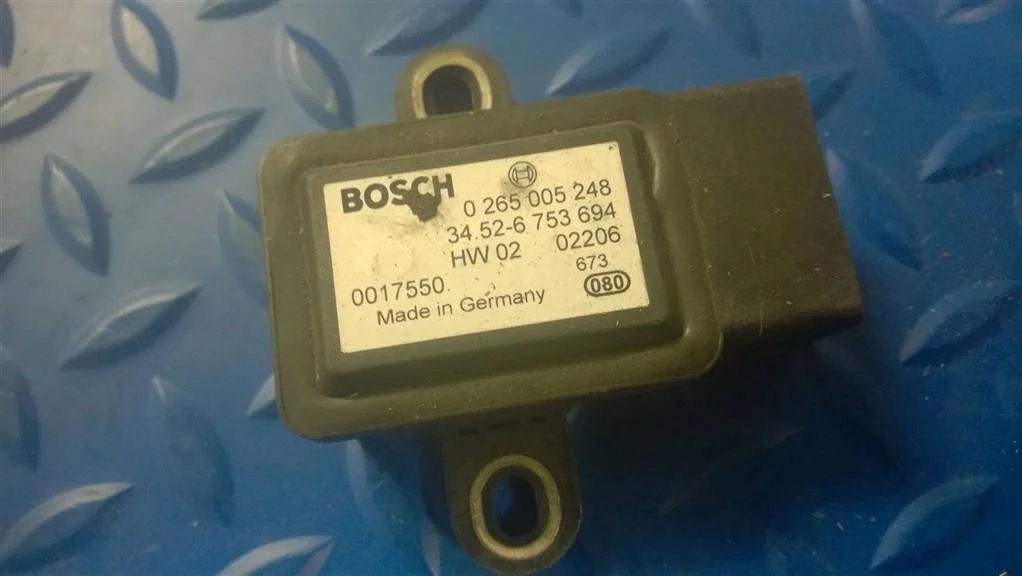 BOSCH
0 265 005 248
34.52-6 753 694
HW 02 02206
673
0017550.
080
Made in Germany